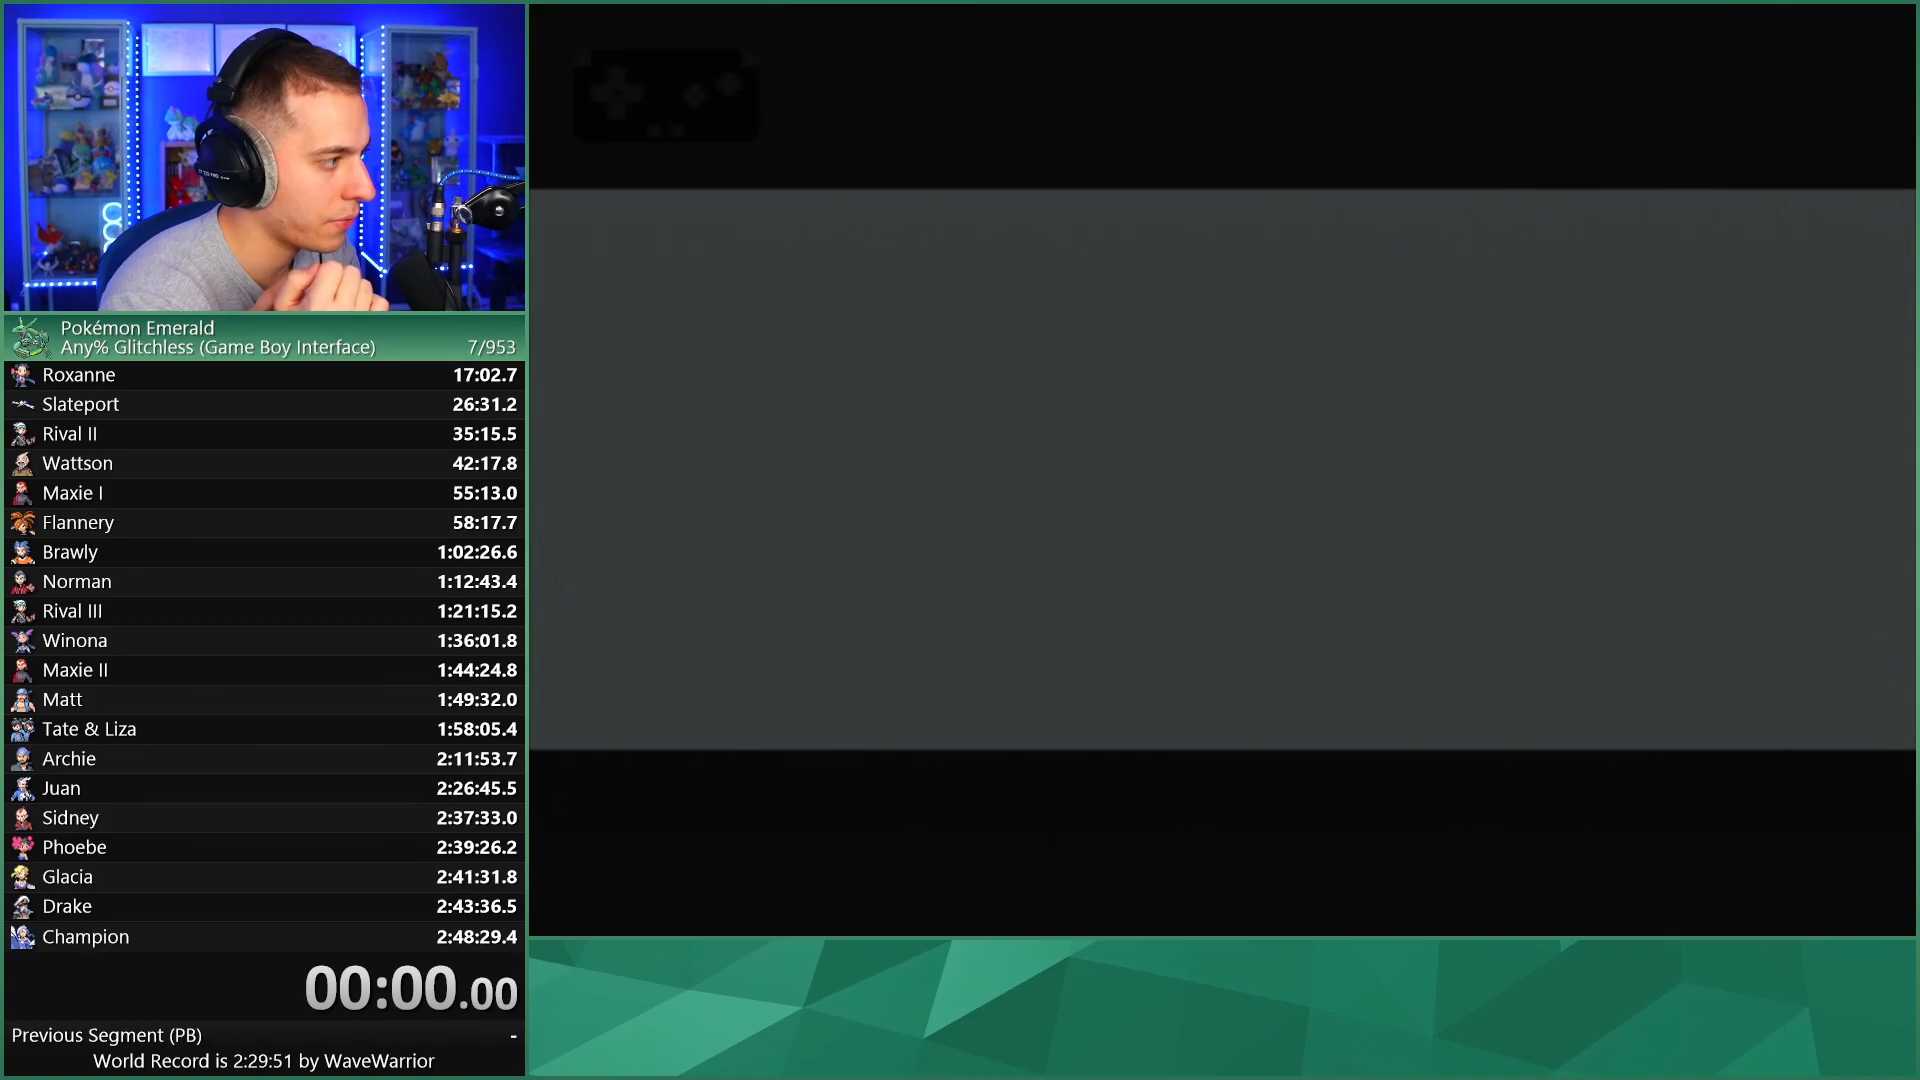 Pokémon Emerald
Any% Glitchless (Game Boy Interface) 7/953
Roxanne 17:02.7
Slateport 26:31.2
Rival II 35:15.5
Wattson 42:17.8
Maxie I 55:13.0
Flannery 58:17.7
Brawly 1:02:26.6
Norman 1:12:43.4
Rival III 1:21:15.2
Winona 1:36:01.8
Maxie II 1:44:24.8
Matt 1:49:32.0
Tate & Liza 1:58:05.4
Archie 2:11:53.7
Juan 2:26:45.5
Sidney 2:37:33.0
Phoebe 2:39:26.2
Glacia 2:41:31.8
Drake 2:43:36.5
Champion 2:48:29.4
00:00.00
Previous Segment (PB) -
World Record is 2:29:51 by WaveWarrior